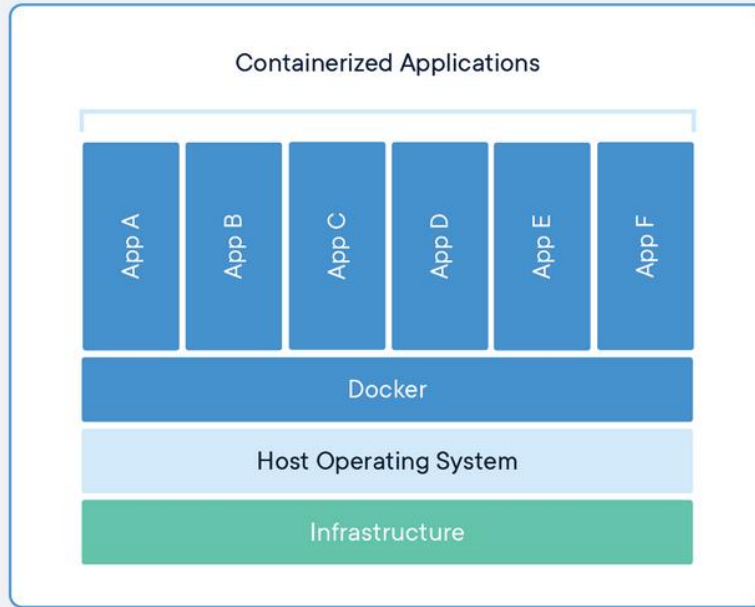 Containerized Applications
App A
App B
App C
App D
App E
App F
Docker
Host Operating System
Infrastructure